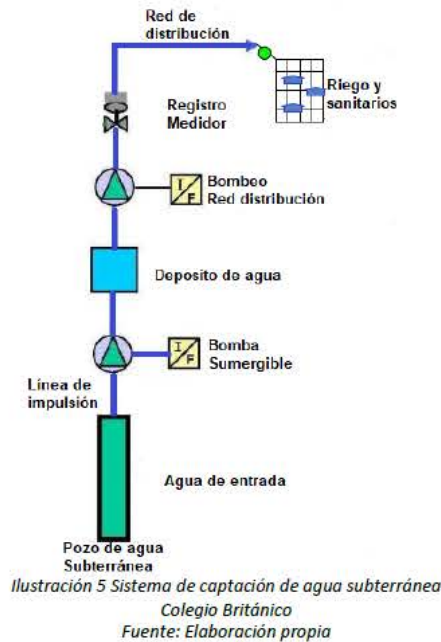 Red de
distribución
Riego y
sanitarios
Registro
Medidor
I
F
Bombeo
Red distribución
Deposito de agua
I
F
Bomba
Sumergible
Línea de
impulsión
Agua de entrada
Pozo de agua
Subterránea
Ilustración 5 Sistema de captación de agua subterránea
Colegio Británico
Fuente: Elaboración propia